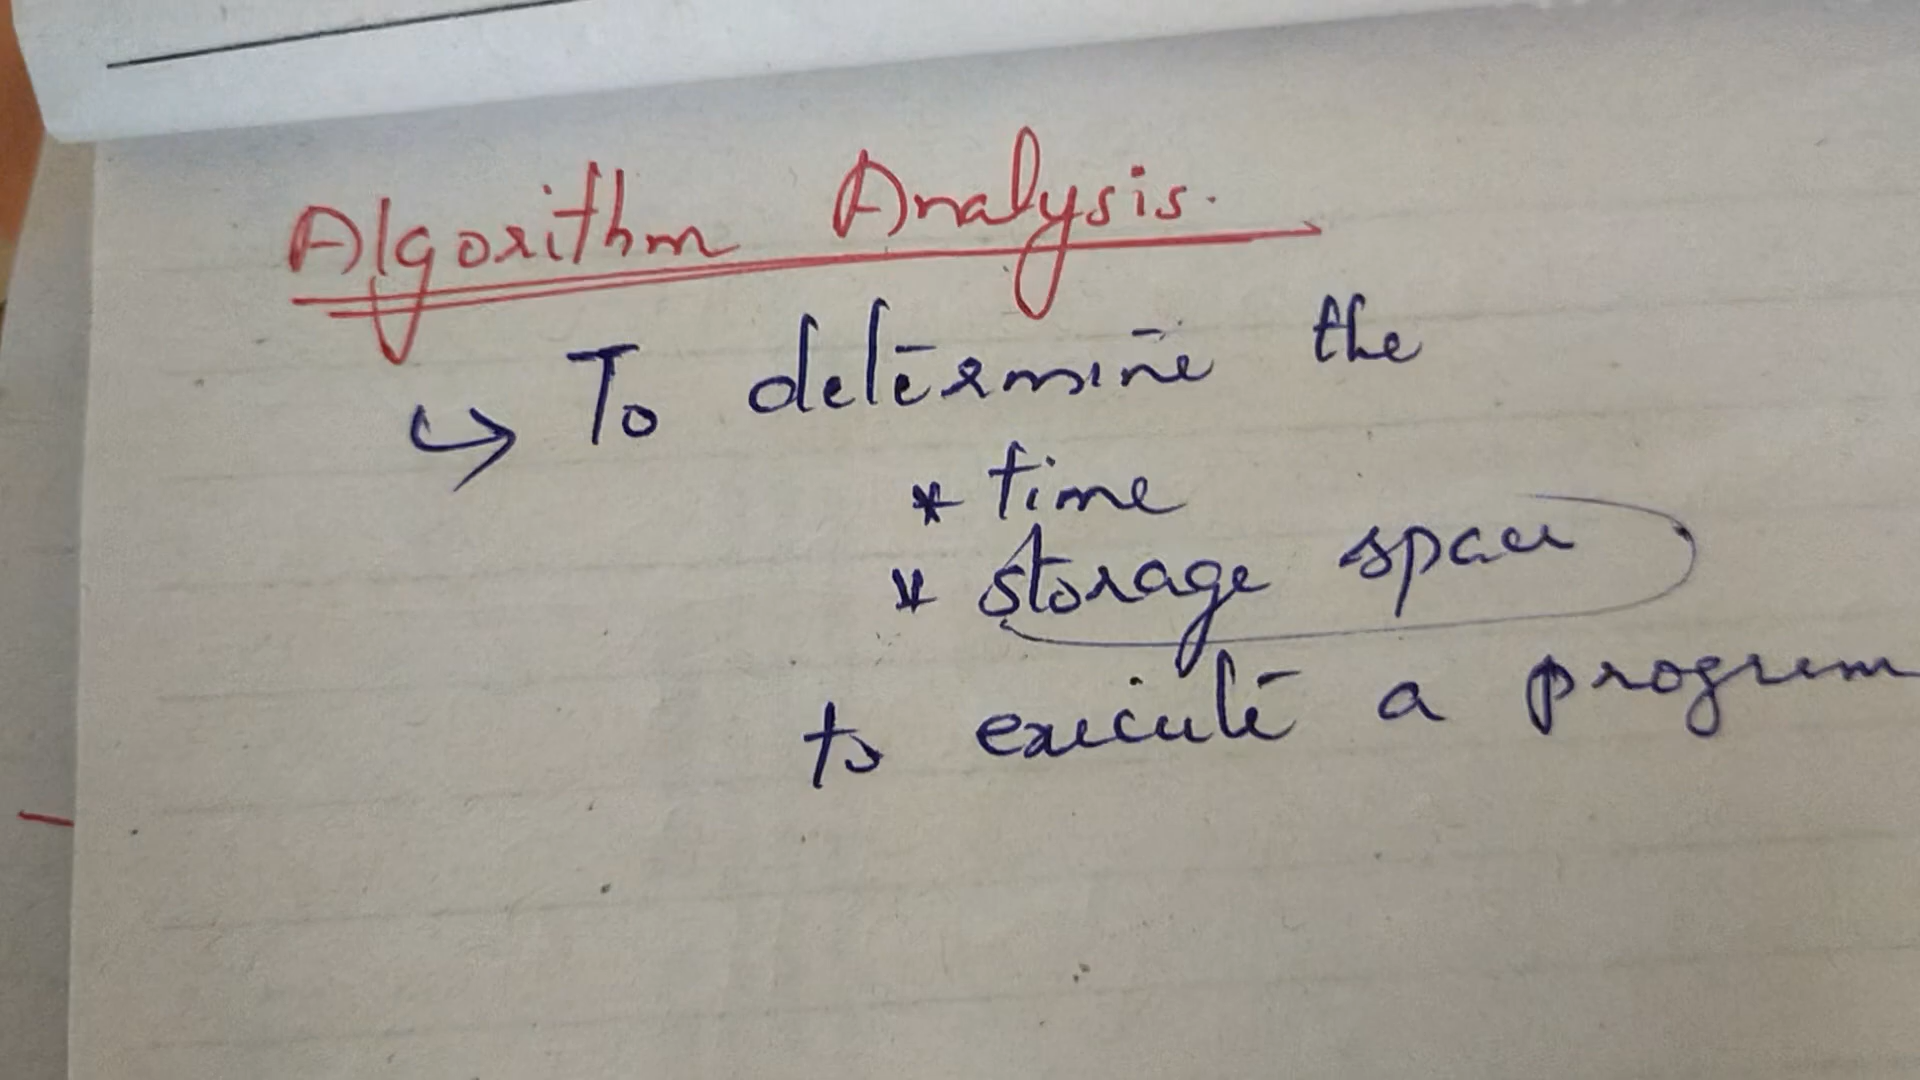 Algorithm Analysis.
↪ To determine the
* time
* storage space
to execute a program